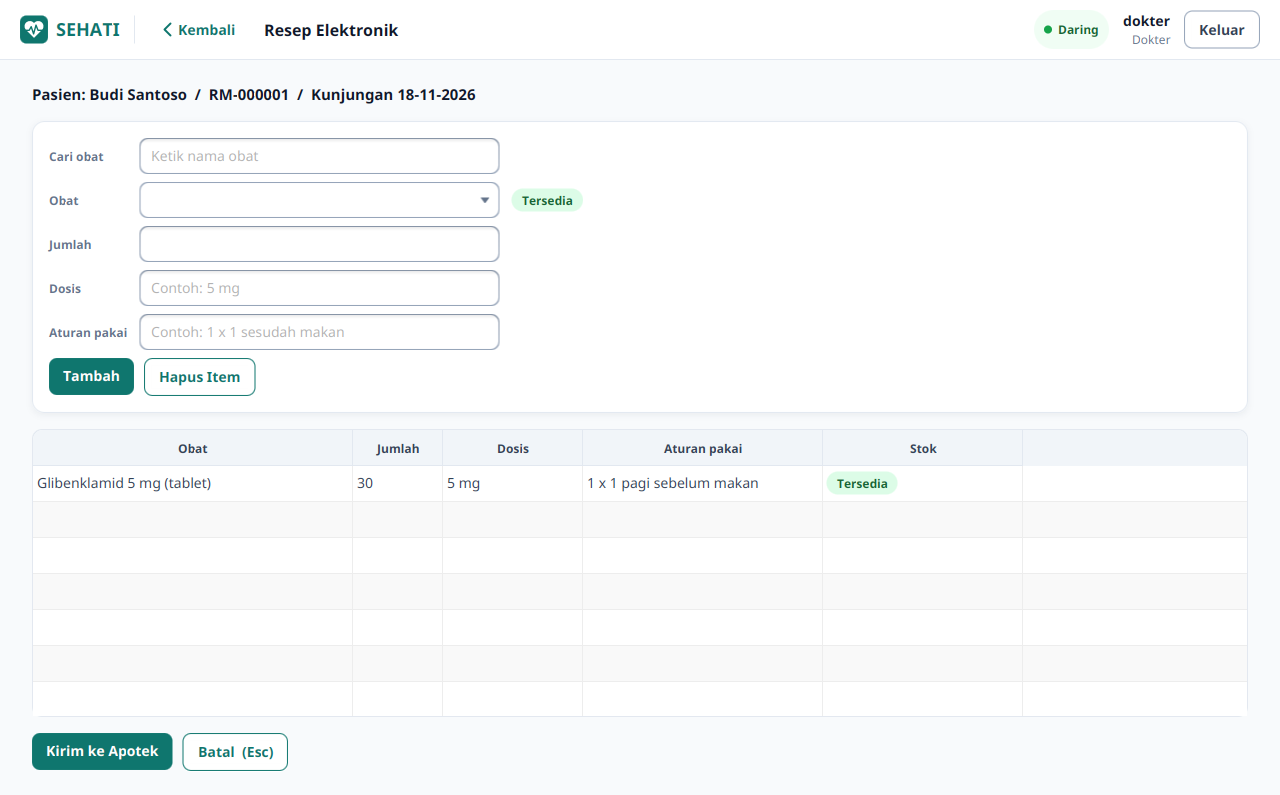 SEHATI
Kembali
Resep Elektronik
Daring
dokter
Dokter
Keluar
Pasien: Budi Santoso / RM-000001 / Kunjungan 18-11-2026
Cari obat
Ketik nama obat
Obat
Tersedia
Jumlah
Dosis
Contoh: 5 mg
Aturan pakai
Contoh: 1 x 1 sesudah makan
Tambah
Hapus Item
Obat Jumlah Dosis Aturan pakai Stok
Glibenklamid 5 mg (tablet) 30 5 mg 1 x 1 pagi sebelum makan Tersedia
Kirim ke Apotek
Batal (Esc)